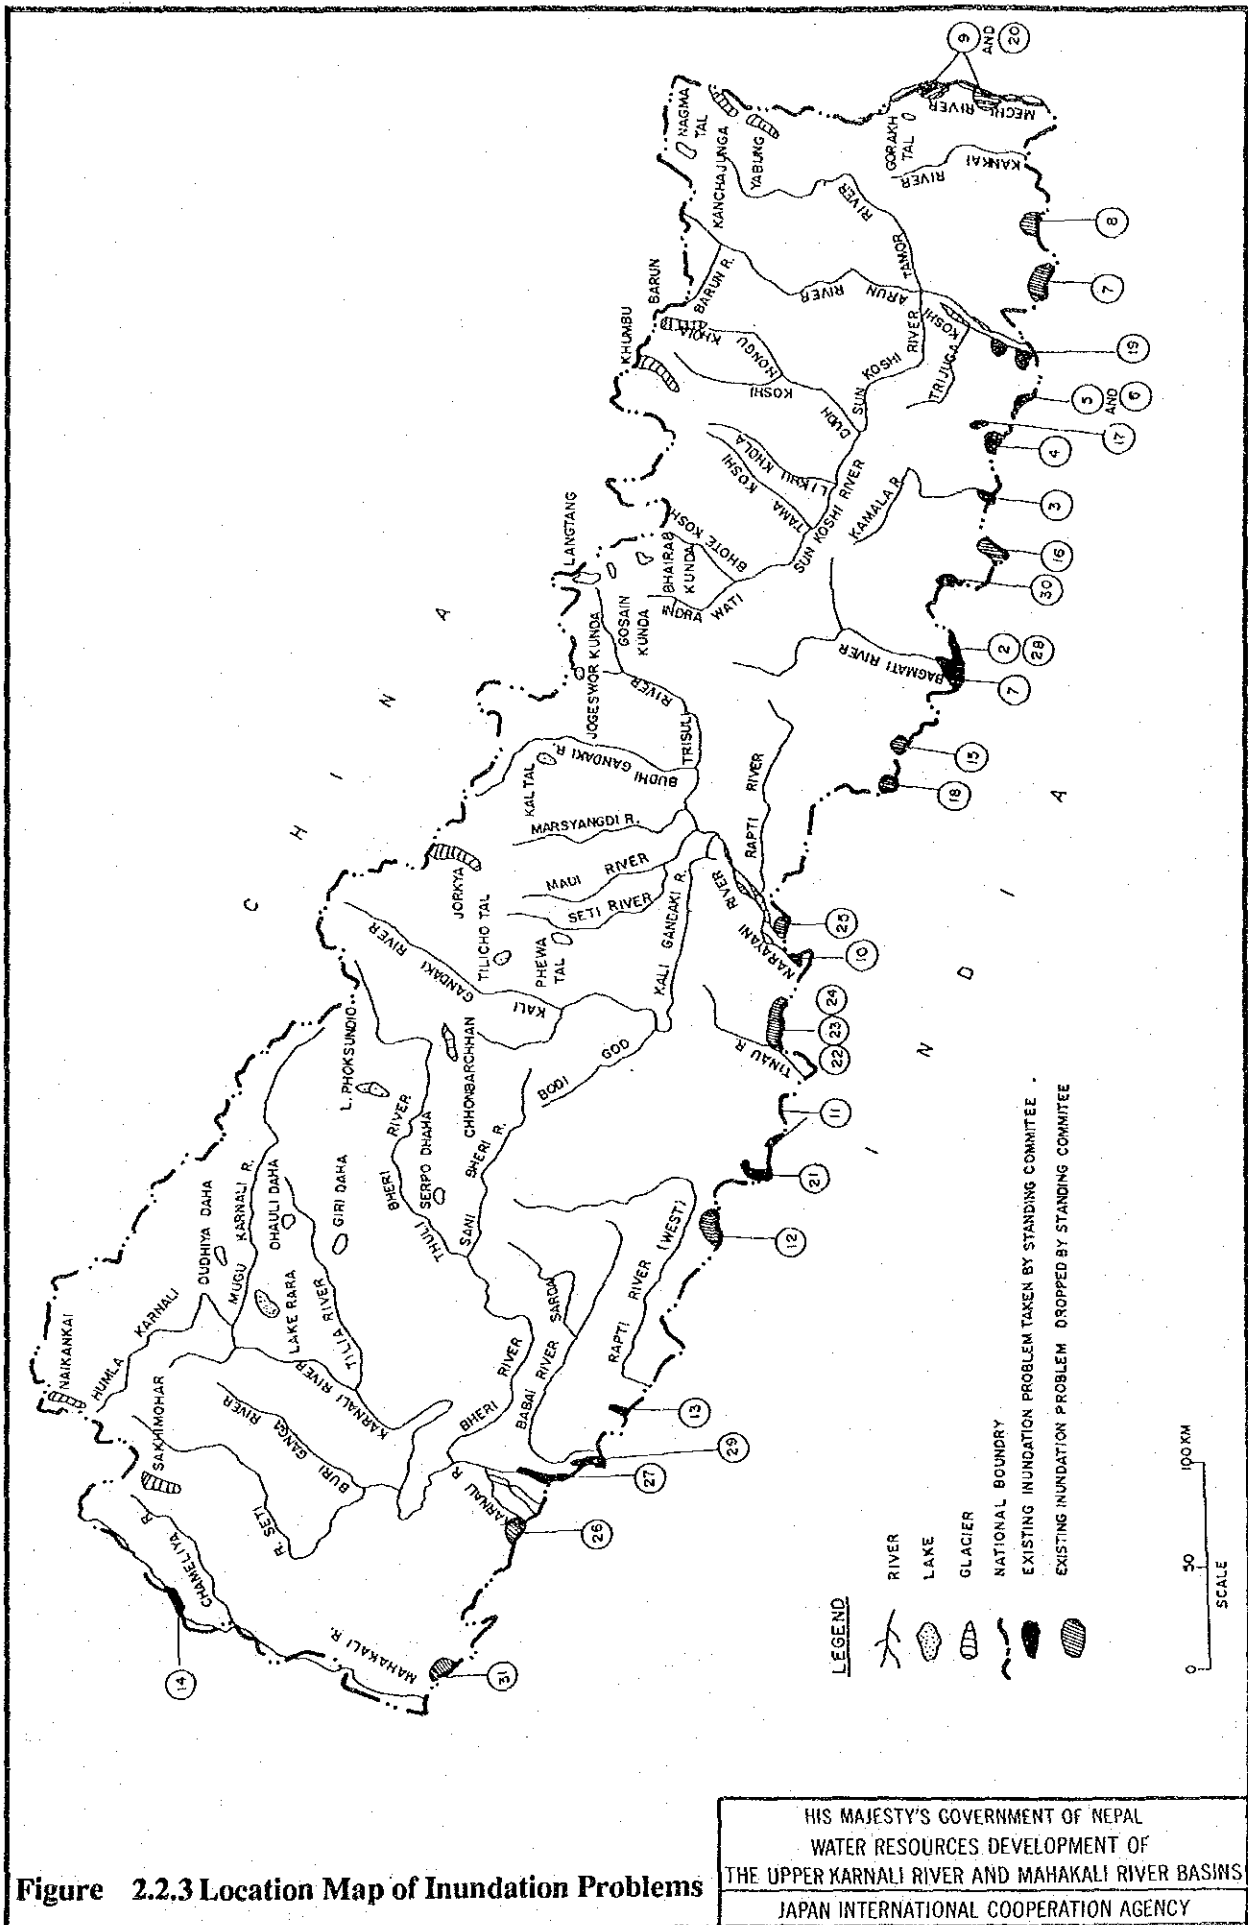 C H I N A
I N D I A
NAIKANKAI
HUMLA KARNALI
SAKHIMOHAR
CHAMELIYA R.
R. SETI
BURI GANGA RIVER
MAHAKALI R.
DUDHIYA DAHA
MUGU KARNALI R.
DHAULI DAHA
LAKE RARA
TILIA RIVER
GIRI DAHA
KARNALI RIVER
KARNALI R
L. PHOKSUNDO
THULI BHERI RIVER
SERPO DHAHA
CHHONBARCHHAN
SANI BHERI R.
BHERI RIVER
BABAI RIVER
SARDA
RAPTI RIVER (WEST)
BODI GOD
KALI GANDAKI RIVER
TILICHO TAL
JORKYA
PHEWA
TAL
SETI RIVER
MADI RIVER
MARSYANGDI R.
KAL TAL
BUDHI GANDAKI R.
KALI GANDAKI R.
TRISULI RIVER
JOGESWOR KUNDA
NARAYANI RIVER
RAPTI RIVER
TINAU R.
LANGTANG
GOSAIN
KUNDA
BHAIRAB
KUNDA
INDRA WATI
BHOTE KOSHI
SUN KOSHI RIVER
TAMA KOSHI
LIKHU KHOLA
DUDH KOSHI
HONGU KHOLA
KHUMBU
BARUN
BARUN R.
SUN KOSHI RIVER
ARUN RIVER
TAMOR RIVER
KOSHI
TRIJUGA
KAMALA R.
BAGMATI RIVER
NAGMA
TAL
KANCHAJUNGA
YABUNG
GORAKH
TAL
KANKAI RIVER
MECHI RIVER
9
AND
20
8
7
19
5
AND
6
17
4
3
16
30
2
28
7
15
18
25
10
24
23
22
11
21
12
13
29
27
26
31
14
LEGEND
RIVER
LAKE
GLACIER
NATIONAL BOUNDRY
EXISTING INUNDATION PROBLEM TAKEN BY STANDING COMMITEE .
EXISTING INUNDATION PROBLEM DROPPED BY STANDING COMMITEE
0 50 100 KM
SCALE
Figure 2.2.3 Location Map of Inundation Problems
HIS MAJESTY'S GOVERNMENT OF NEPAL
WATER RESOURCES DEVELOPMENT OF
THE UPPER KARNALI RIVER AND MAHAKALI RIVER BASINS
JAPAN INTERNATIONAL COOPERATION AGENCY